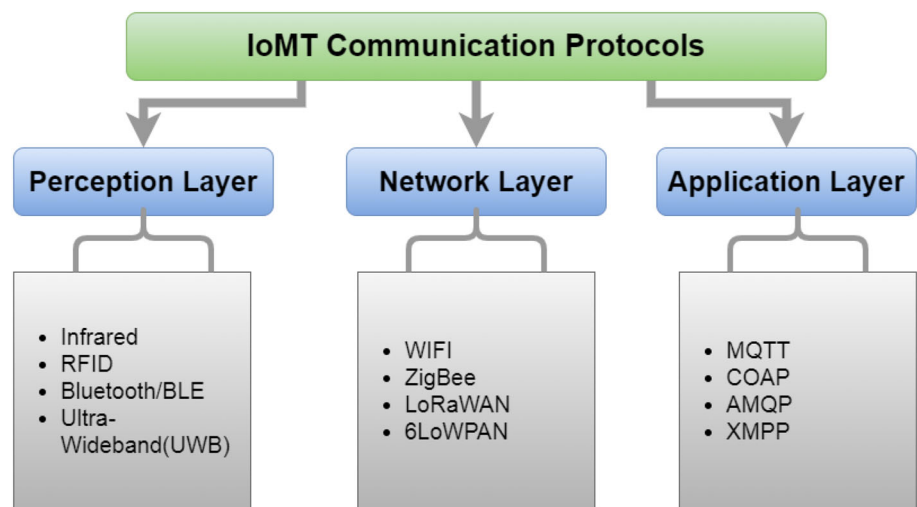 IoMT Communication Protocols
Perception Layer
Network Layer
Application Layer
• Infrared
• RFID
• Bluetooth/BLE
• Ultra-
Wideband(UWB)
• WIFI
• ZigBee
• LoRaWAN
• 6LoWPAN
• MQTT
• COAP
• AMQP
• XMPP